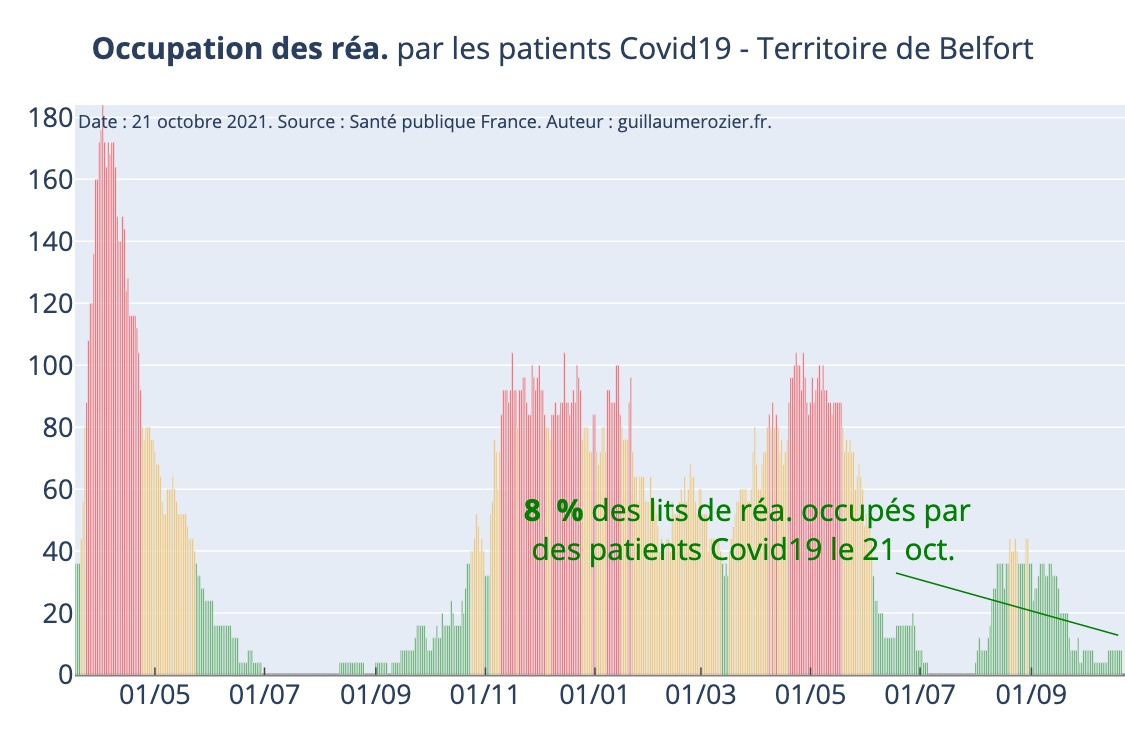 Occupation des réa. par les patients Covid19 - Territoire de Belfort
180
Date : 21 octobre 2021. Source : Santé publique France. Auteur : guillaumerozier.fr.
160
140
120
100
80
60
8 % des lits de réa. occupés par
des patients Covid19 le 21 oct.
40
20
0
01/05 01/07 01/09 01/11 01/01 01/03 01/05 01/07 01/09